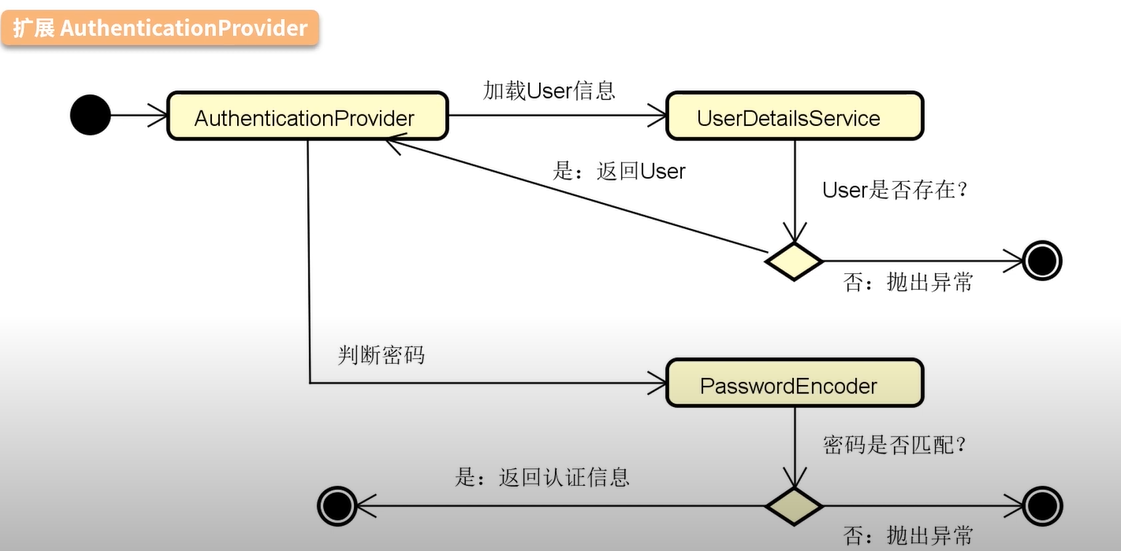 扩展 AuthenticationProvider
加载User信息
AuthenticationProvider
UserDetailsService
是：返回User
User是否存在？
否：抛出异常
判断密码
PasswordEncoder
密码是否匹配？
是：返回认证信息
否：抛出异常